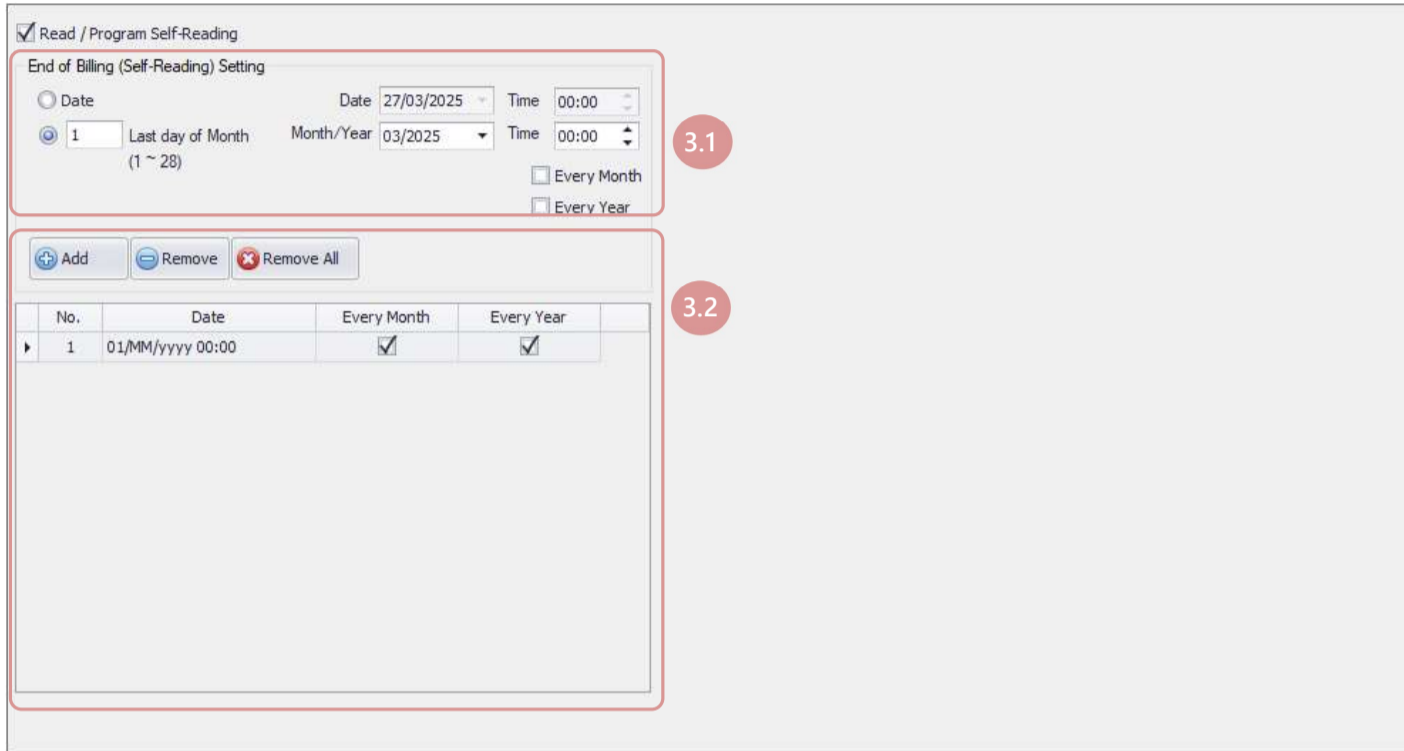 Read / Program Self-Reading
End of Billing (Self-Reading) Setting
Date Date 27/03/2025 Time 00:00
1 Last day of Month Month/Year 03/2025 Time 00:00
(1 ~ 28)
3.1
Every Month
Every Year
Add Remove Remove All
3.2
No. Date Every Month Every Year
1 01/MM/yyyy 00:00